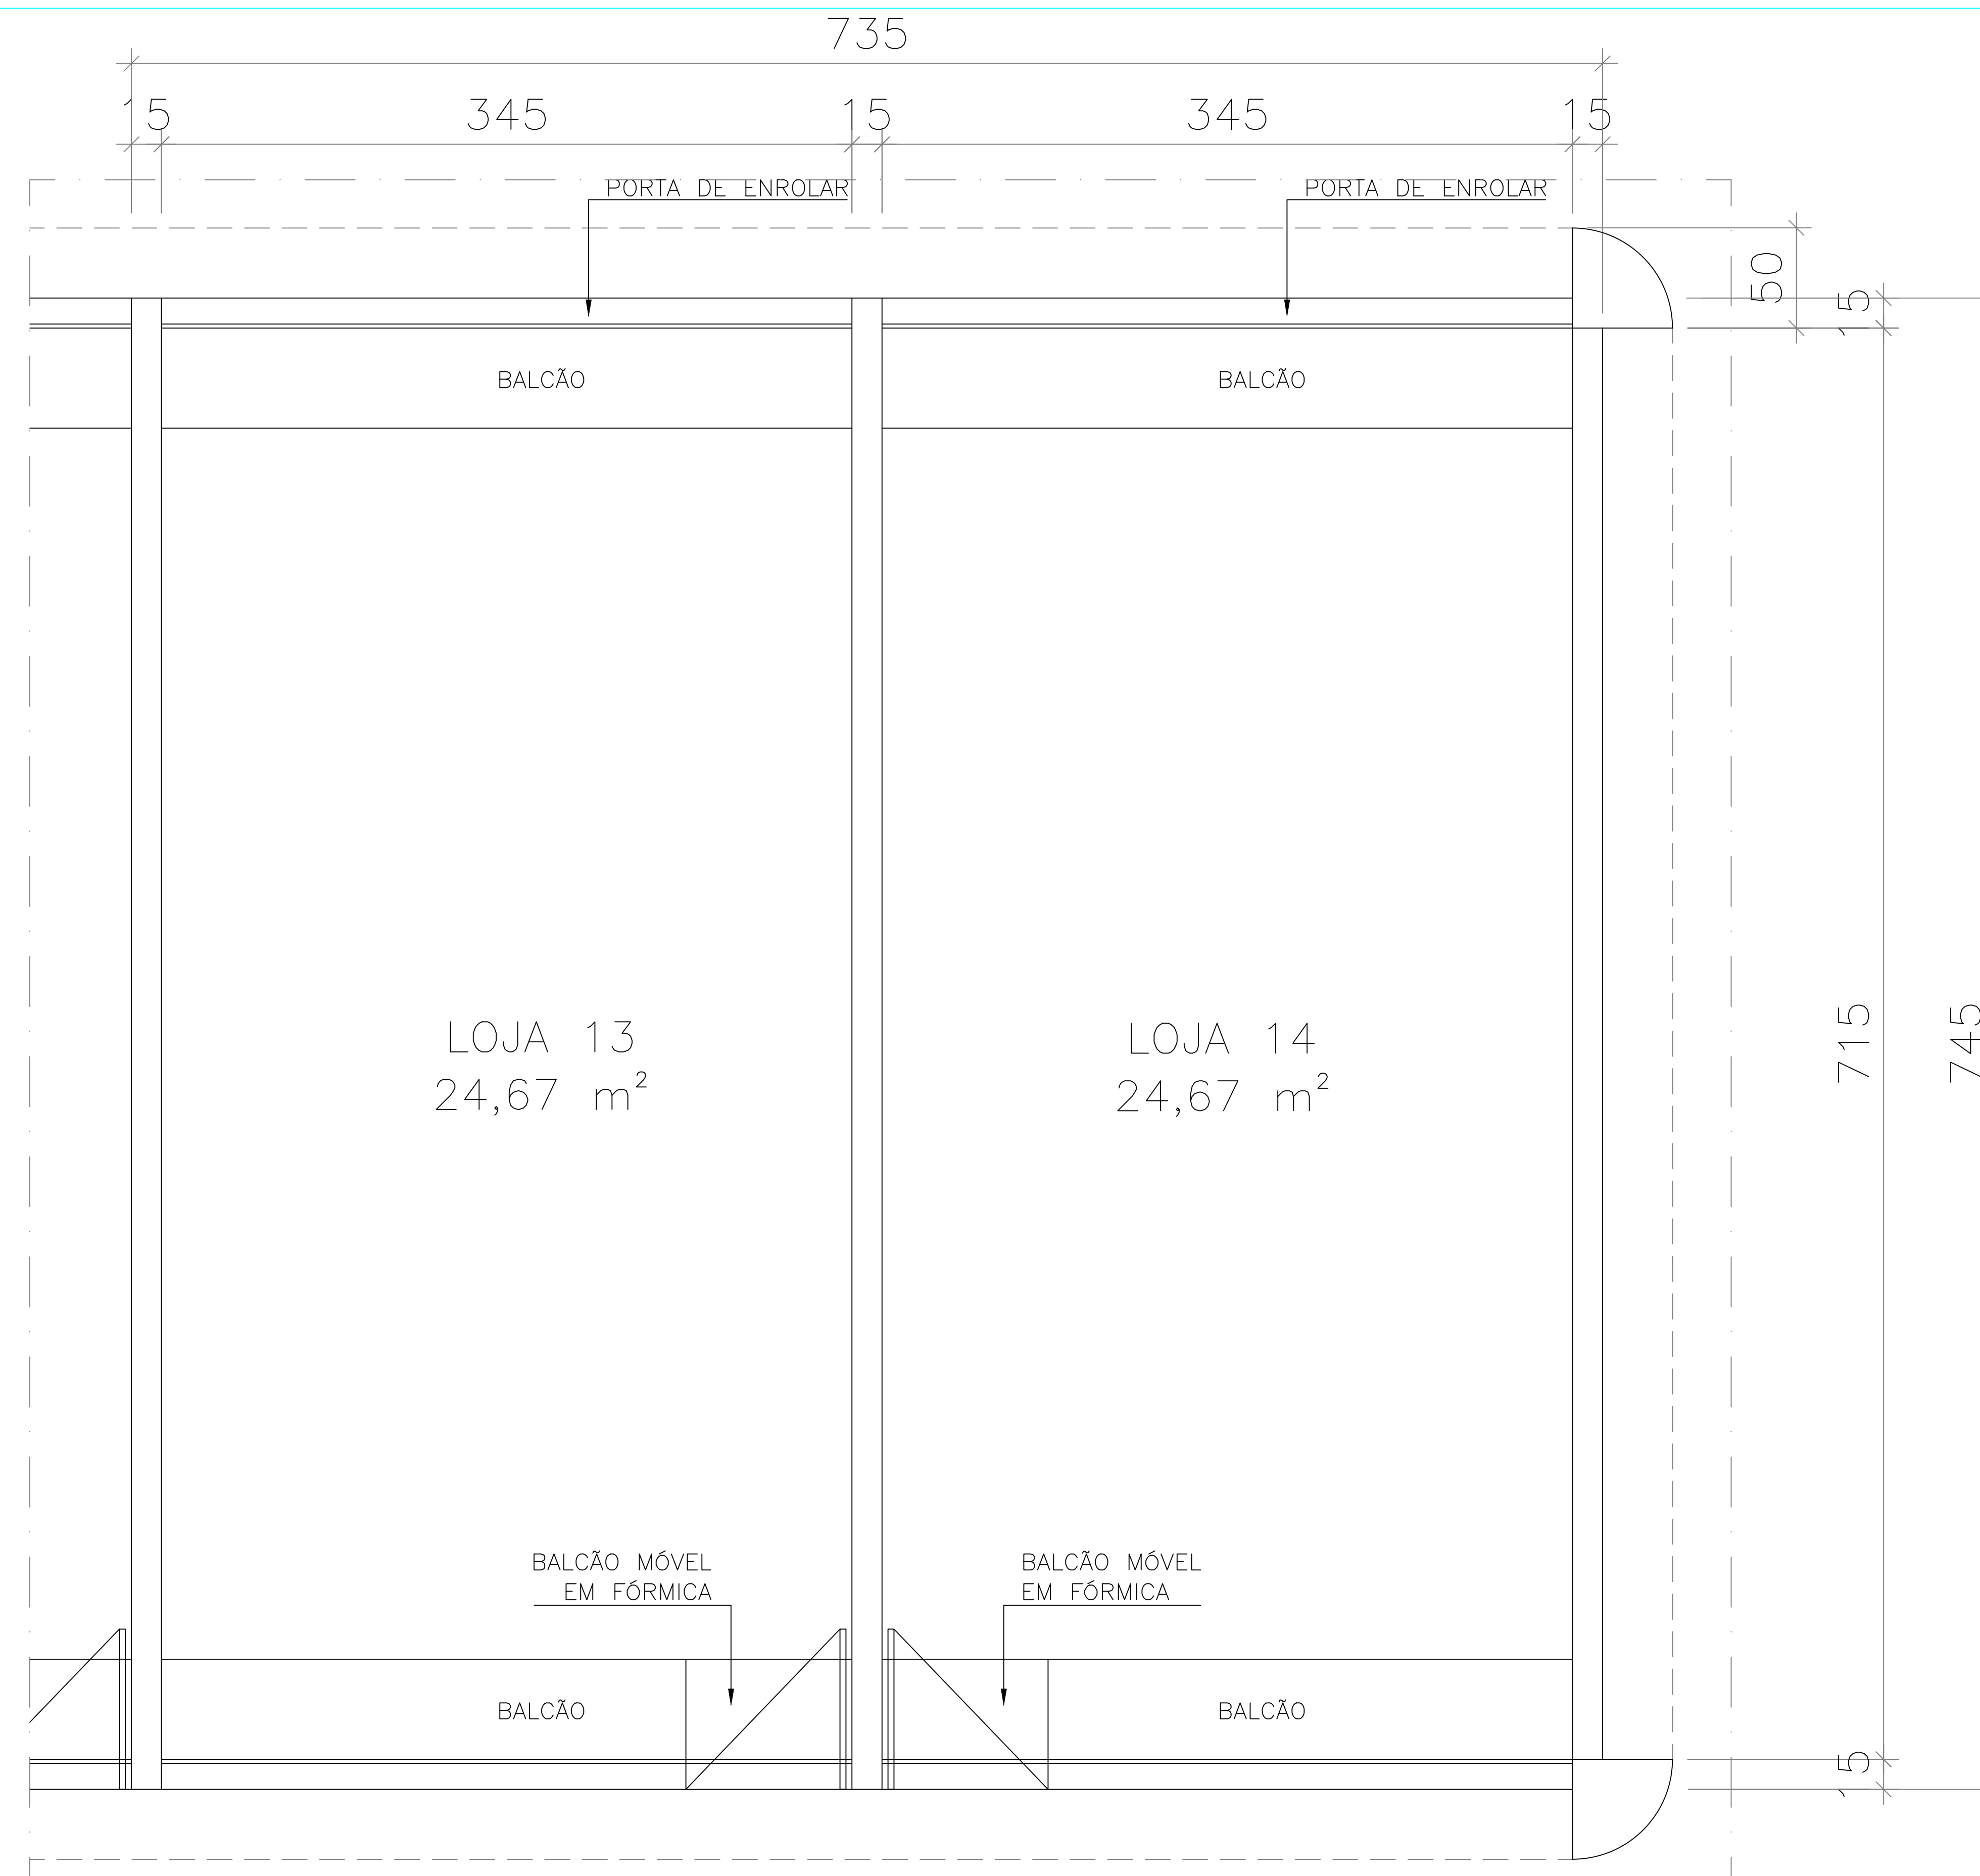 735
15 345 15 345 15
PORTA DE ENROLAR PORTA DE ENROLAR
50
15
BALCÃO BALCÃO
LOJA 13
24,67 m²
LOJA 14
24,67 m²
715
745
BALCÃO MÓVEL
EM FÓRMICA
BALCÃO MÓVEL
EM FÓRMICA
BALCÃO BALCÃO
15